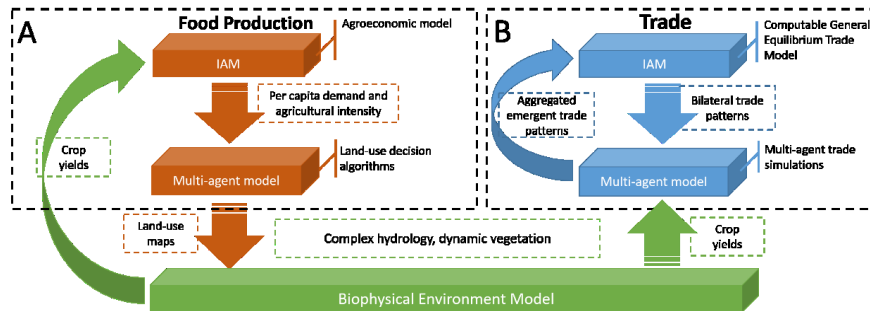 A
Food Production
Agroeconomic model
IAM
Per capita demand and
agricultural intensity
Crop
yields
Land-use decision
algorithms
Multi-agent model
Land-use
maps
B
Trade
Computable General
Equilibrium Trade
Model
IAM
Aggregated
emergent trade
patterns
Bilateral trade
patterns
Multi-agent trade
simulations
Multi-agent model
Complex hydrology, dynamic vegetation
Crop
yields
Biophysical Environment Model